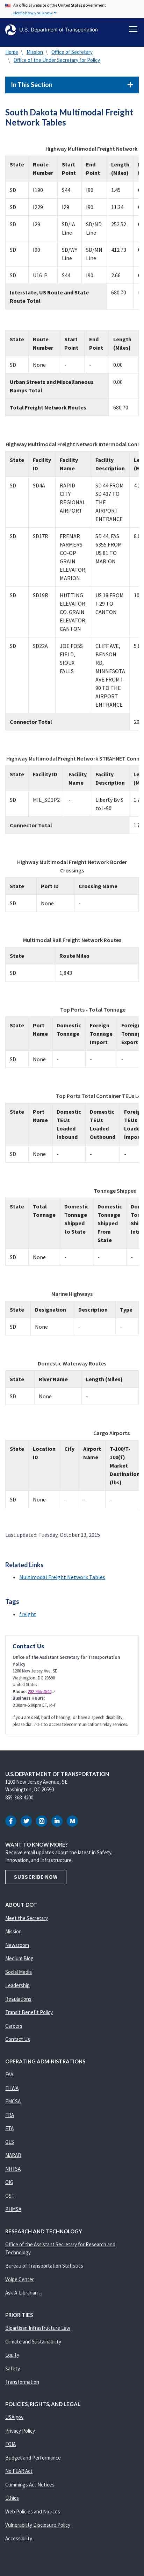 An official website of the United States government
Here's how you know
U.S. Department of Transportation
Home Mission Office of Secretary
Office of the Under Secretary for Policy
In This Section +
South Dakota Multimodal Freight
Network Tables
Highway Multimodal Freight Network
State Route Number Start Point End Point Length (Miles)
SD I190 S44 I90 1.45
SD I229 I29 I90 11.34
SD I29 SD/IA Line SD/ND Line 252.52
SD I90 SD/WY Line SD/MN Line 412.73
SD U16 P S44 I90 2.66
Interstate, US Route and State Route Total 680.70
State Route Number Start Point End Point Length (Miles)
SD None - - 0.00
Urban Streets and Miscellaneous Ramps Total 0.00
Total Freight Network Routes 680.70
Highway Multimodal Freight Network Intermodal Conn
State Facility ID Facility Name Facility Description
SD SD4A RAPID CITY REGIONAL AIRPORT SD 44 FROM SD 437 TO THE AIRPORT ENTRANCE
SD SD17R FREMAR FARMERS CO-OP GRAIN ELEVATOR, MARION SD 44, FAS 6355 FROM US 81 TO MARION
SD SD19R HUTTING ELEVATOR CO. GRAIN ELEVATOR, CANTON US 18 FROM I-29 TO CANTON
SD SD22A JOE FOSS FIELD, SIOUX FALLS CLIFF AVE, BENSON RD, MINNESOTA AVE FROM I-90 TO THE AIRPORT ENTRANCE
Connector Total
Highway Multimodal Freight Network STRAHNET Conn
State Facility ID Facility Name Facility Description
SD MIL_SD1P2 - Liberty Bv S to I-90
Connector Total
Highway Multimodal Freight Network Border
Crossings
State Port ID Crossing Name
SD None -
Multimodal Rail Freight Network Routes
State Route Miles
SD 1,843
Top Ports - Total Tonnage
State Port Name Domestic Tonnage Foreign Tonnage Import Foreign Tonnage Export
SD None - - -
Top Ports Total Container TEUs
State Port Name Domestic TEUs Loaded Inbound Domestic TEUs Loaded Outbound
SD None - - -
Tonnage Shipped
State Total Tonnage Domestic Tonnage Shipped to State Domestic Tonnage Shipped From State
SD None - - -
Marine Highways
State Designation Description Type
SD None - -
Domestic Waterway Routes
State River Name Length (Miles)
SD None -
Cargo Airports
State Location ID City Airport Name T-100/T-100(f) Market Destination (lbs)
SD None - - -
Last updated: Tuesday, October 13, 2015
Related Links
Multimodal Freight Network Tables
Tags
freight
Contact Us
Office of the Assistant Secretary for Transportation
Policy
1200 New Jersey Ave, SE
Washington, DC 20590
United States
Phone: 202-366-4544
Business Hours:
8:30am-5:00pm ET, M-F
If you are deaf, hard of hearing, or have a speech disability,
please dial 7-1-1 to access telecommunications relay services.
U.S. DEPARTMENT OF TRANSPORTATION
1200 New Jersey Avenue, SE
Washington, DC 20590
855-368-4200
WANT TO KNOW MORE?
Receive email updates about the latest in Safety,
Innovation, and Infrastructure.
SUBSCRIBE NOW
ABOUT DOT
Meet the Secretary
Mission
Newsroom
Medium Blog
Social Media
Leadership
Regulations
Transit Benefit Policy
Careers
Contact Us
OPERATING ADMINISTRATIONS
FAA
FHWA
FMCSA
FRA
FTA
GLS
MARAD
NHTSA
OIG
OST
PHMSA
RESEARCH AND TECHNOLOGY
Office of the Assistant Secretary for Research and
Technology
Bureau of Transportation Statistics
Volpe Center
Ask-A-Librarian
PRIORITIES
Bipartisan Infrastructure Law
Climate and Sustainability
Equity
Safety
Transformation
POLICIES, RIGHTS, AND LEGAL
USA.gov
Privacy Policy
FOIA
Budget and Performance
No FEAR Act
Cummings Act Notices
Ethics
Web Policies and Notices
Vulnerability Disclosure Policy
Accessibility